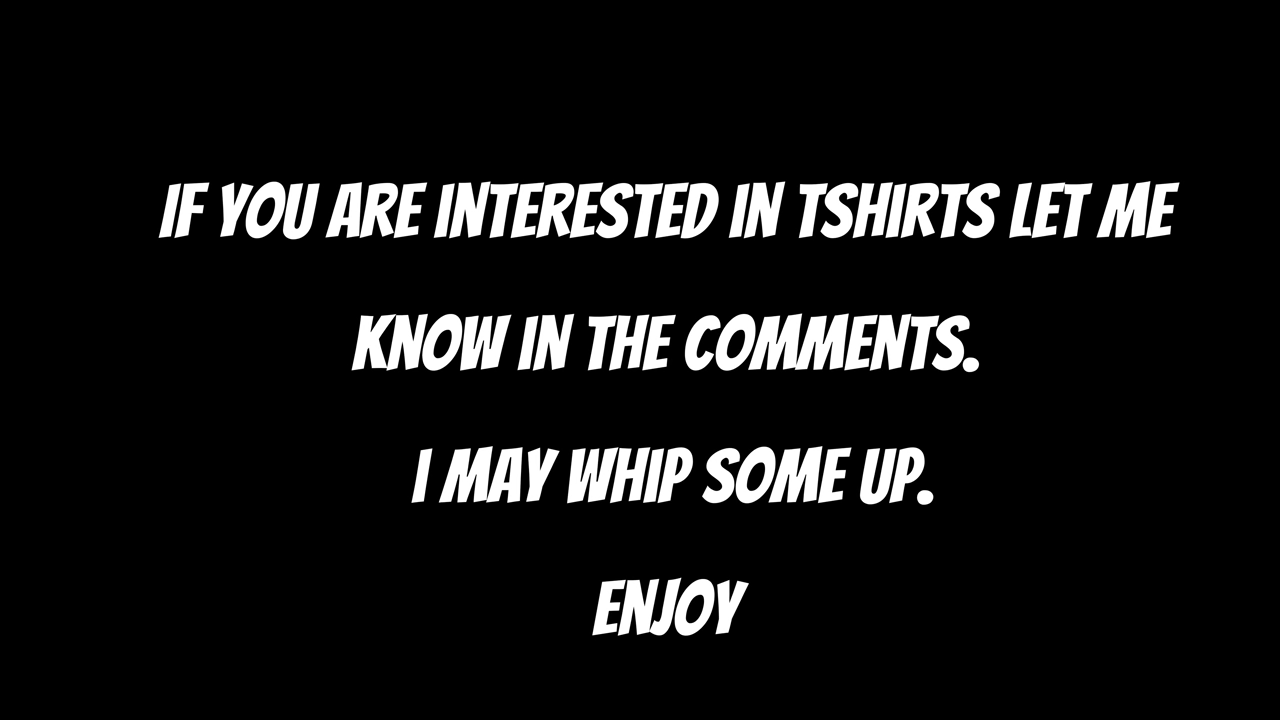 IF YOU ARE INTERESTED IN TSHIRTS LET ME
KNOW IN THE COMMENTS.
I MAY WHIP SOME UP.
ENJOY